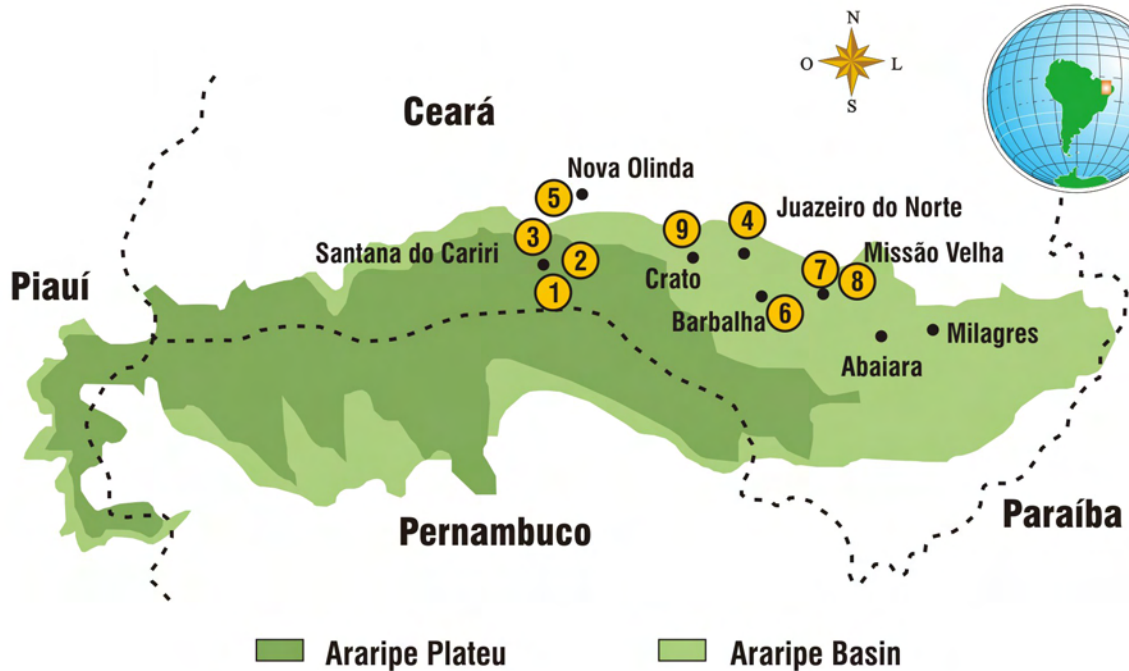 N
O
L
S
Ceará
Nova Olinda
5
4
Juazeiro do Norte
3
9
Santana do Cariri
2
Crato
7
Missão Velha
8
Piauí
1
Barbalha
6
Milagres
Abaiara
Pernambuco
Paraíba
Araripe Plateu
Araripe Basin